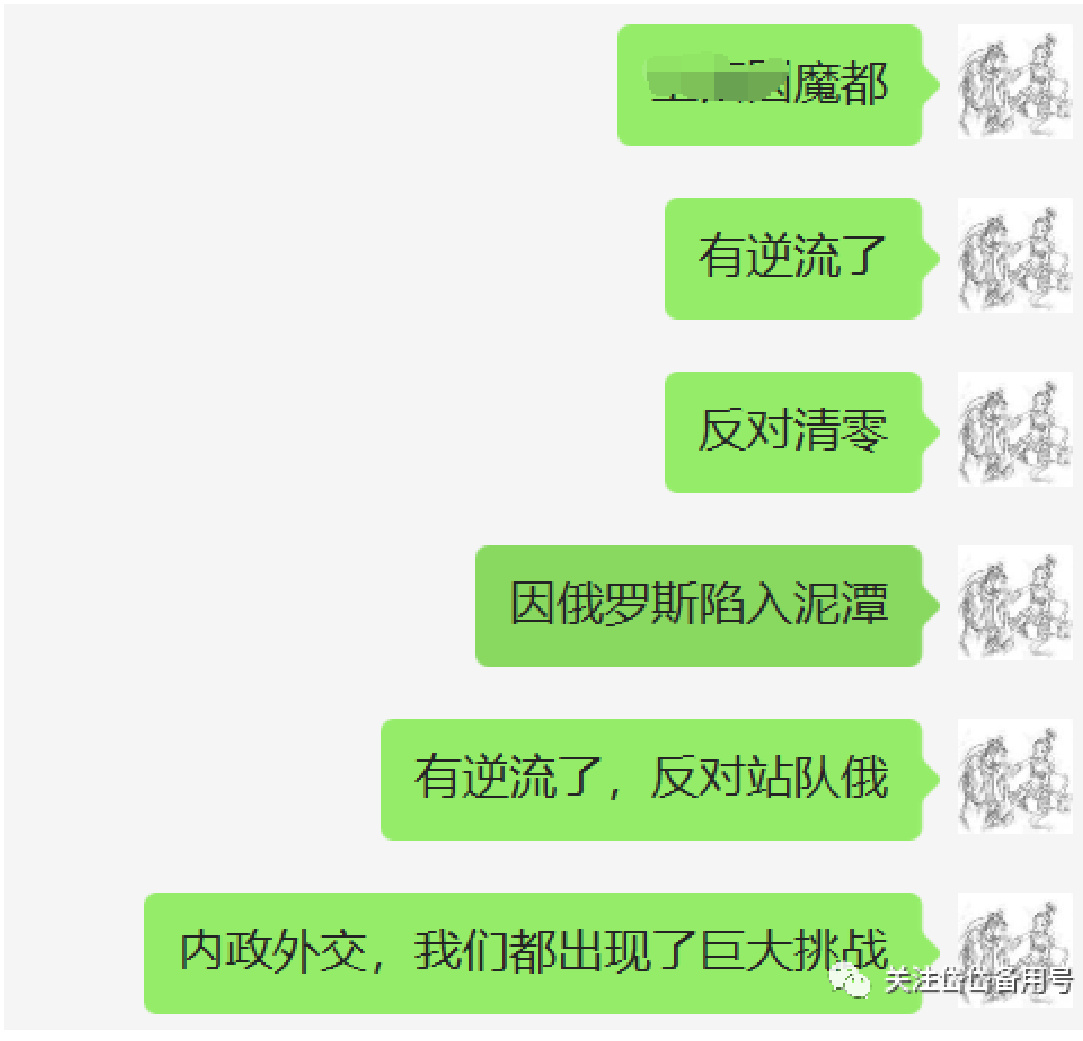 魔都
有逆流了
反对清零
因俄罗斯陷入泥潭
有逆流了，反对站队俄
内政外交，我们都出现了巨大挑战
关注岱岱备用号